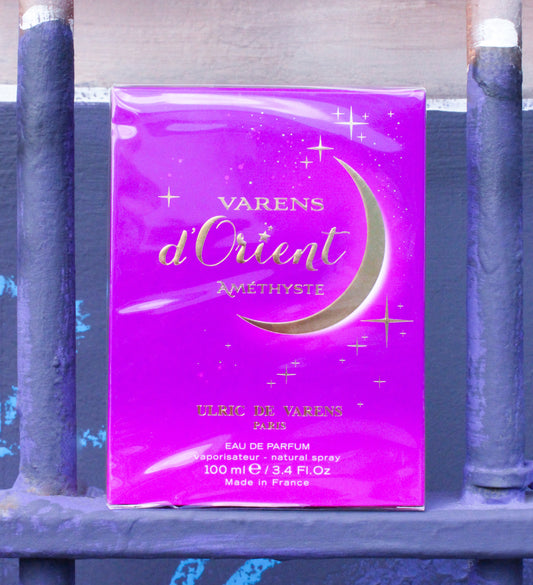 VARENS
d'Orient
AMÉTHYSTE
ULRIC DE VARENS
PARIS
EAU DE PARFUM
vaporisateur - natural spray
100 ml ℮ / 3.4 Fl.Oz
Made in France